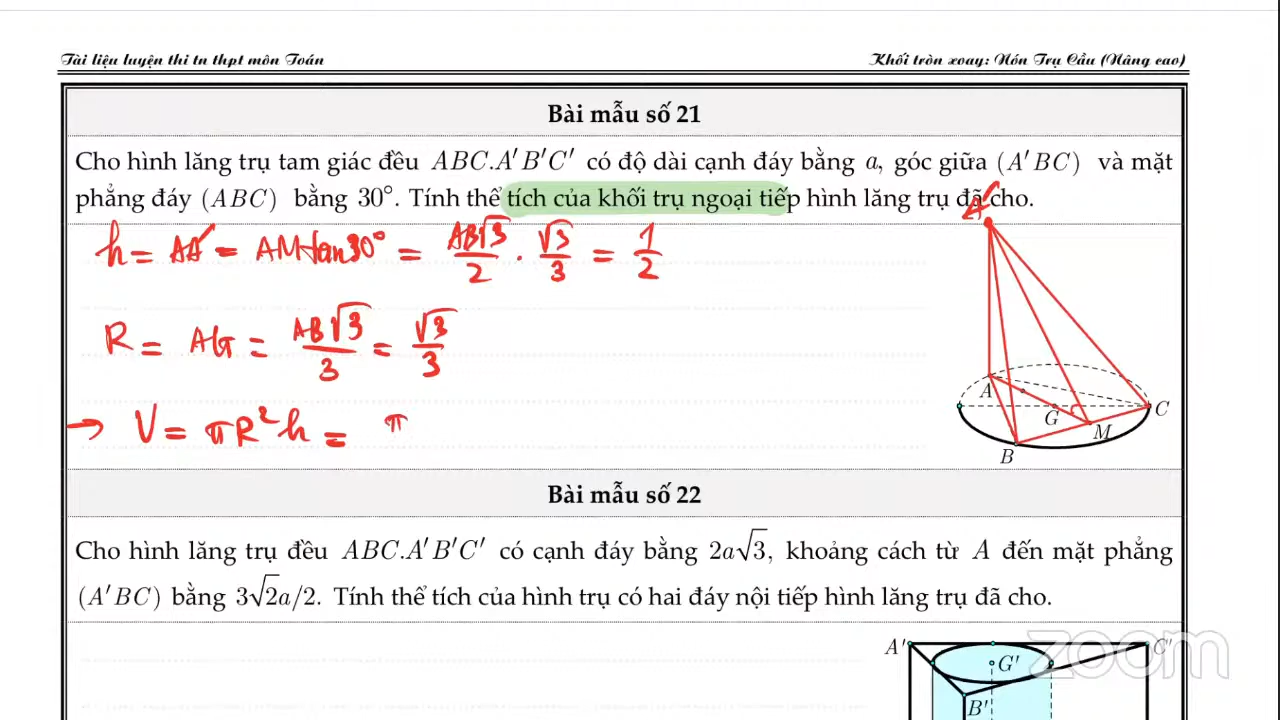 Tài liệu luyện thi tn thpt môn Toán
Khối tròn xoay: Nón Trụ Cầu (Nâng cao)
Bài mẫu số 21
Cho hình lăng trụ tam giác đều ABC.A′B′C′ có độ dài cạnh đáy bằng a, góc giữa (A′BC) và mặt
phẳng đáy (ABC) bằng 30°. Tính thể tích của khối trụ ngoại tiếp hình lăng trụ đã cho.
h = AA' = AM tan30° = AB√3/2 · √3/3 = 1/2
R = AG = AB√3/3 = √3/3
→ V = πR²h = π
A'
A
G
C
M
B
Bài mẫu số 22
Cho hình lăng trụ đều ABC.A′B′C′ có cạnh đáy bằng 2a√3, khoảng cách từ A đến mặt phẳng
(A′BC) bằng 3√2a/2. Tính thể tích của hình trụ có hai đáy nội tiếp hình lăng trụ đã cho.
A′
C′
G′
B′
zoom